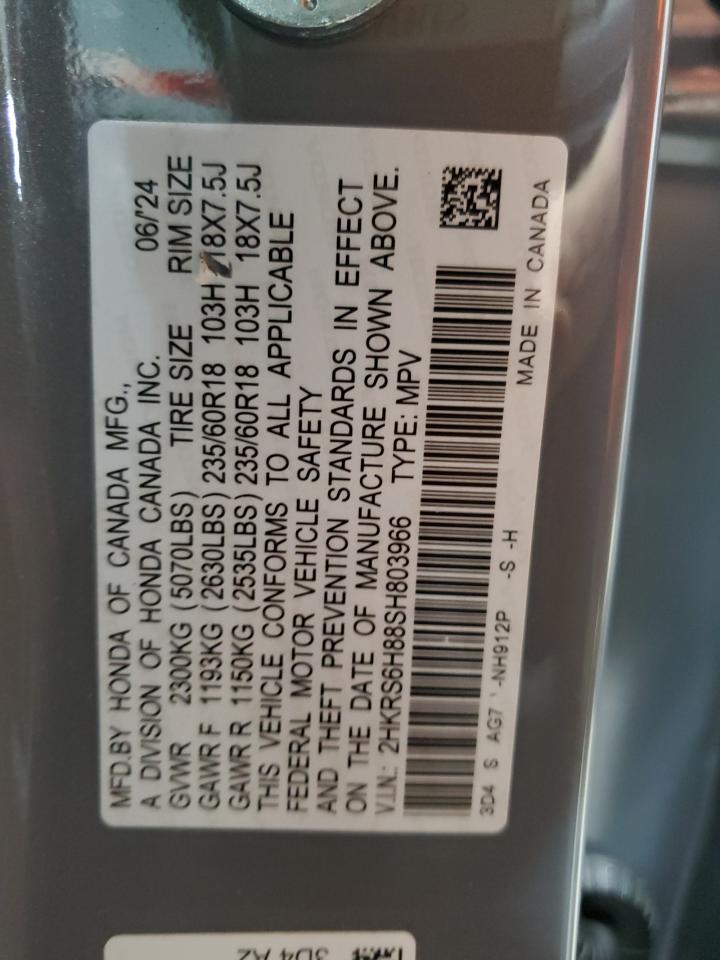 MFD.BY HONDA OF CANADA MFG.,
A DIVISION OF HONDA CANADA INC. 06/'24
GVWR 2300KG (5070LBS) TIRE SIZE RIM SIZE
GAWR F 1193KG (2630LBS) 235/60R18 103H 18X7.5J
GAWR R 1150KG (2535LBS) 235/60R18 103H 18X7.5J
THIS VEHICLE CONFORMS TO ALL APPLICABLE
FEDERAL MOTOR VEHICLE SAFETY
AND THEFT PREVENTION STANDARDS IN EFFECT
ON THE DATE OF MANUFACTURE SHOWN ABOVE.
V.I.N.: 2HKRS6H88SH803966 TYPE: MPV
3D4 S AG7 '-NH912P -S -H
MADE IN CANADA
3D4 A2